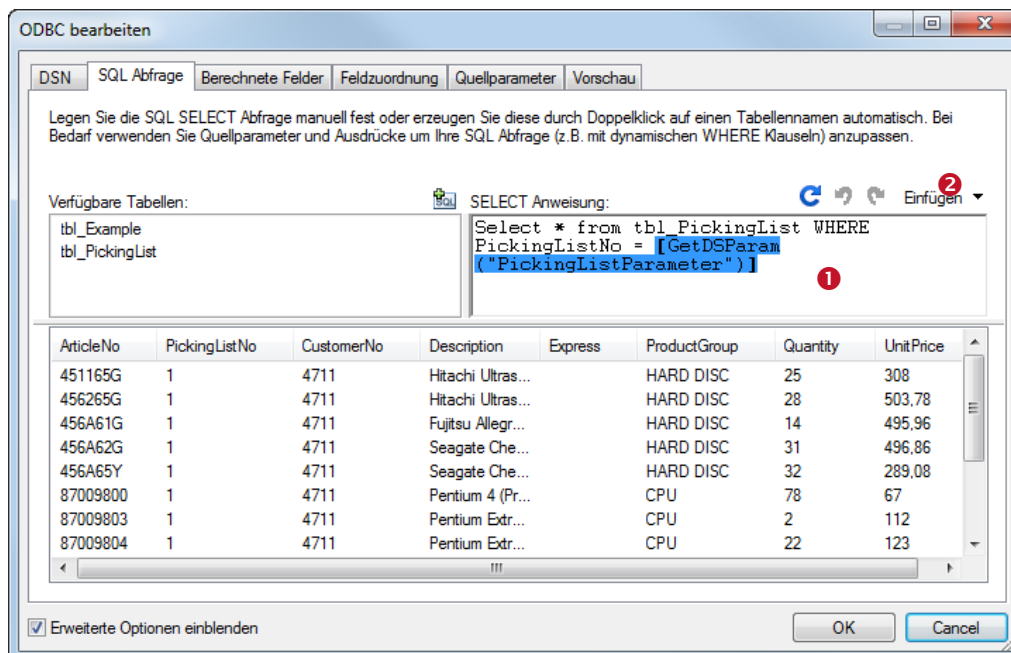 ODBC bearbeiten
DSN SQL Abfrage Berechnete Felder Feldzuordnung Quellparameter Vorschau
Legen Sie die SQL SELECT Abfrage manuell fest oder erzeugen Sie diese durch Doppelklick auf einen Tabellennamen automatisch. Bei
Bedarf verwenden Sie Quellparameter und Ausdrücke um Ihre SQL Abfrage (z.B. mit dynamischen WHERE Klauseln) anzupassen.
2
Verfügbare Tabellen: SQL SELECT Anweisung: Einfügen
tbl_Example
tbl_PickingList
Select * from tbl_PickingList WHERE
PickingListNo = [GetDSParam
("PickingListParameter")]
1
ArticleNo PickingListNo CustomerNo Description Express ProductGroup Quantity UnitPrice
451165G 1 4711 Hitachi Ultras... HARD DISC 25 308
456265G 1 4711 Hitachi Ultras... HARD DISC 28 503,78
456A61G 1 4711 Fujitsu Allegr... HARD DISC 14 495,96
456A62G 1 4711 Seagate Che... HARD DISC 31 496,86
456A65Y 1 4711 Seagate Che... HARD DISC 32 289,08
87009800 1 4711 Pentium 4 (Pr... CPU 78 67
87009803 1 4711 Pentium Extr... CPU 2 112
87009804 1 4711 Pentium Extr... CPU 22 123
Erweiterte Optionen einblenden OK Cancel